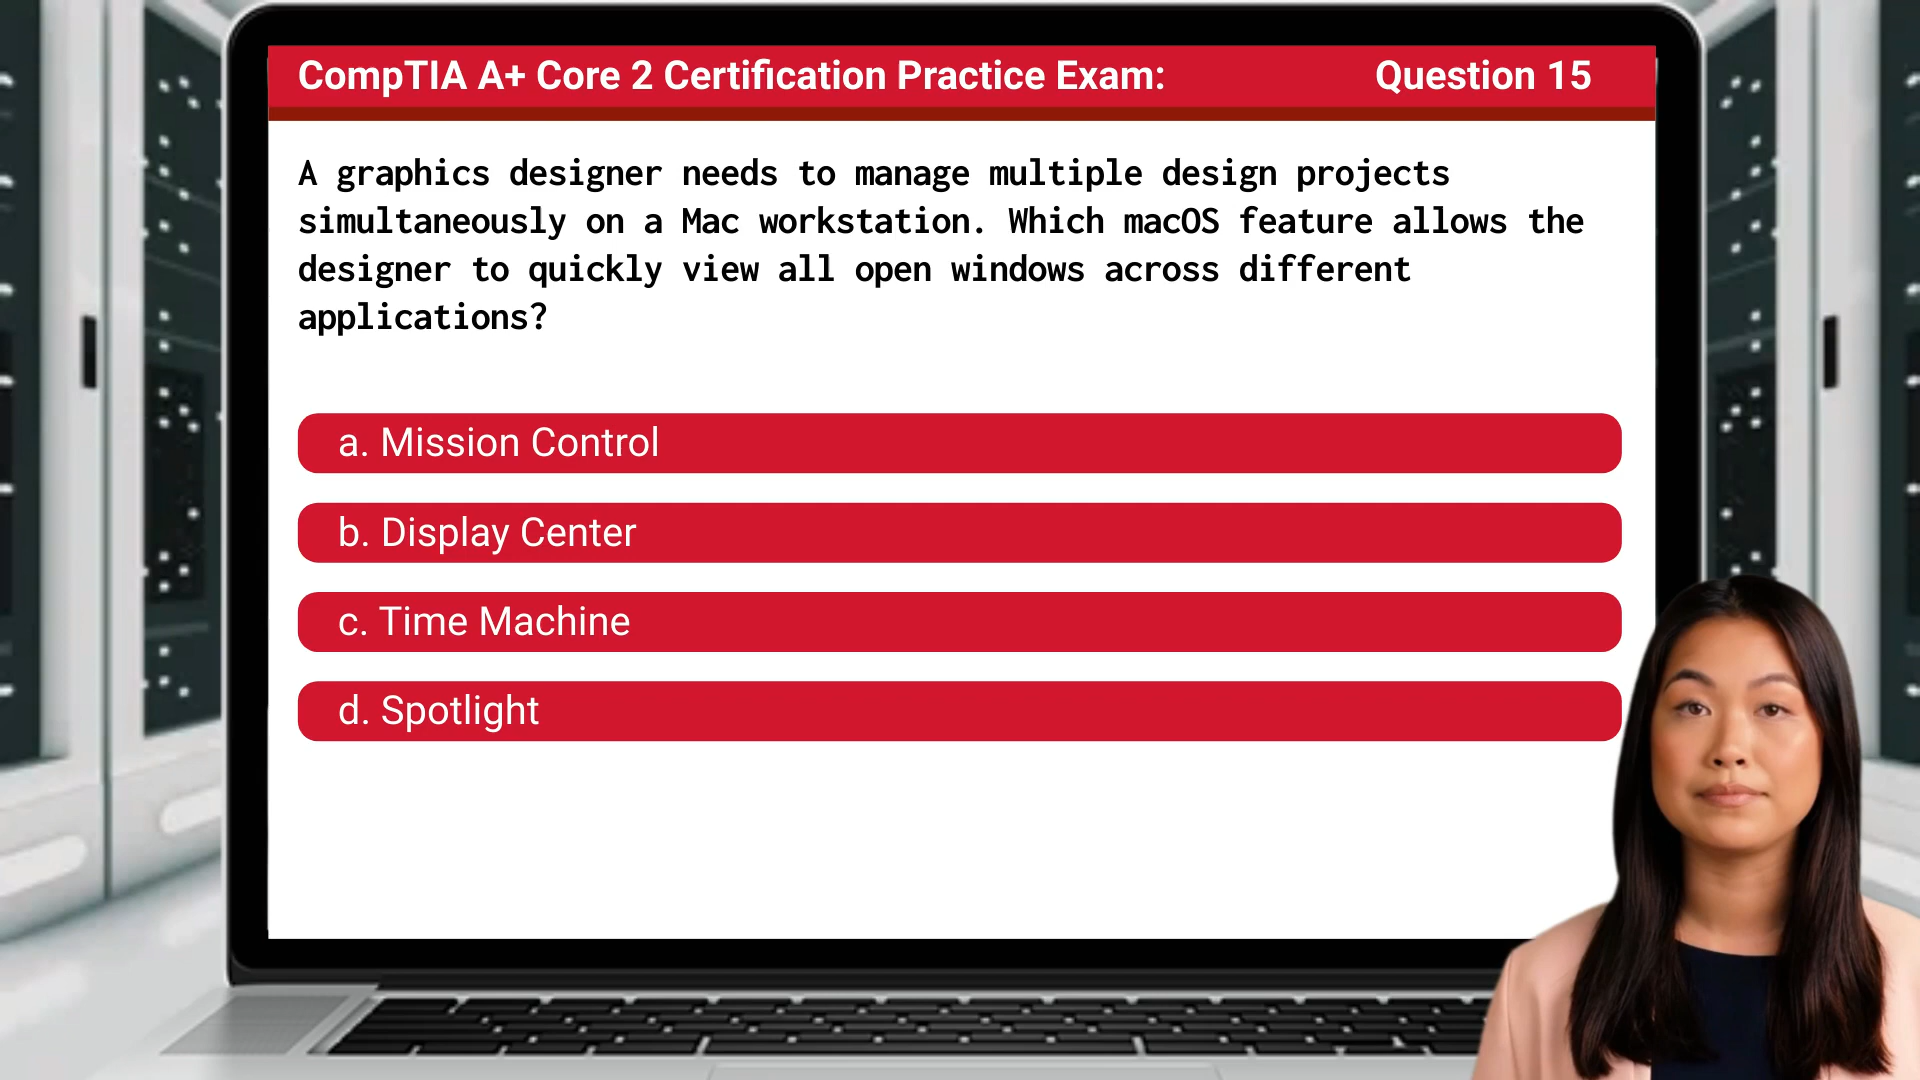 CompTIA A+ Core 2 Certification Practice Exam: Question 15
A graphics designer needs to manage multiple design projects
simultaneously on a Mac workstation. Which macOS feature allows the
designer to quickly view all open windows across different
applications?
a. Mission Control
b. Display Center
c. Time Machine
d. Spotlight